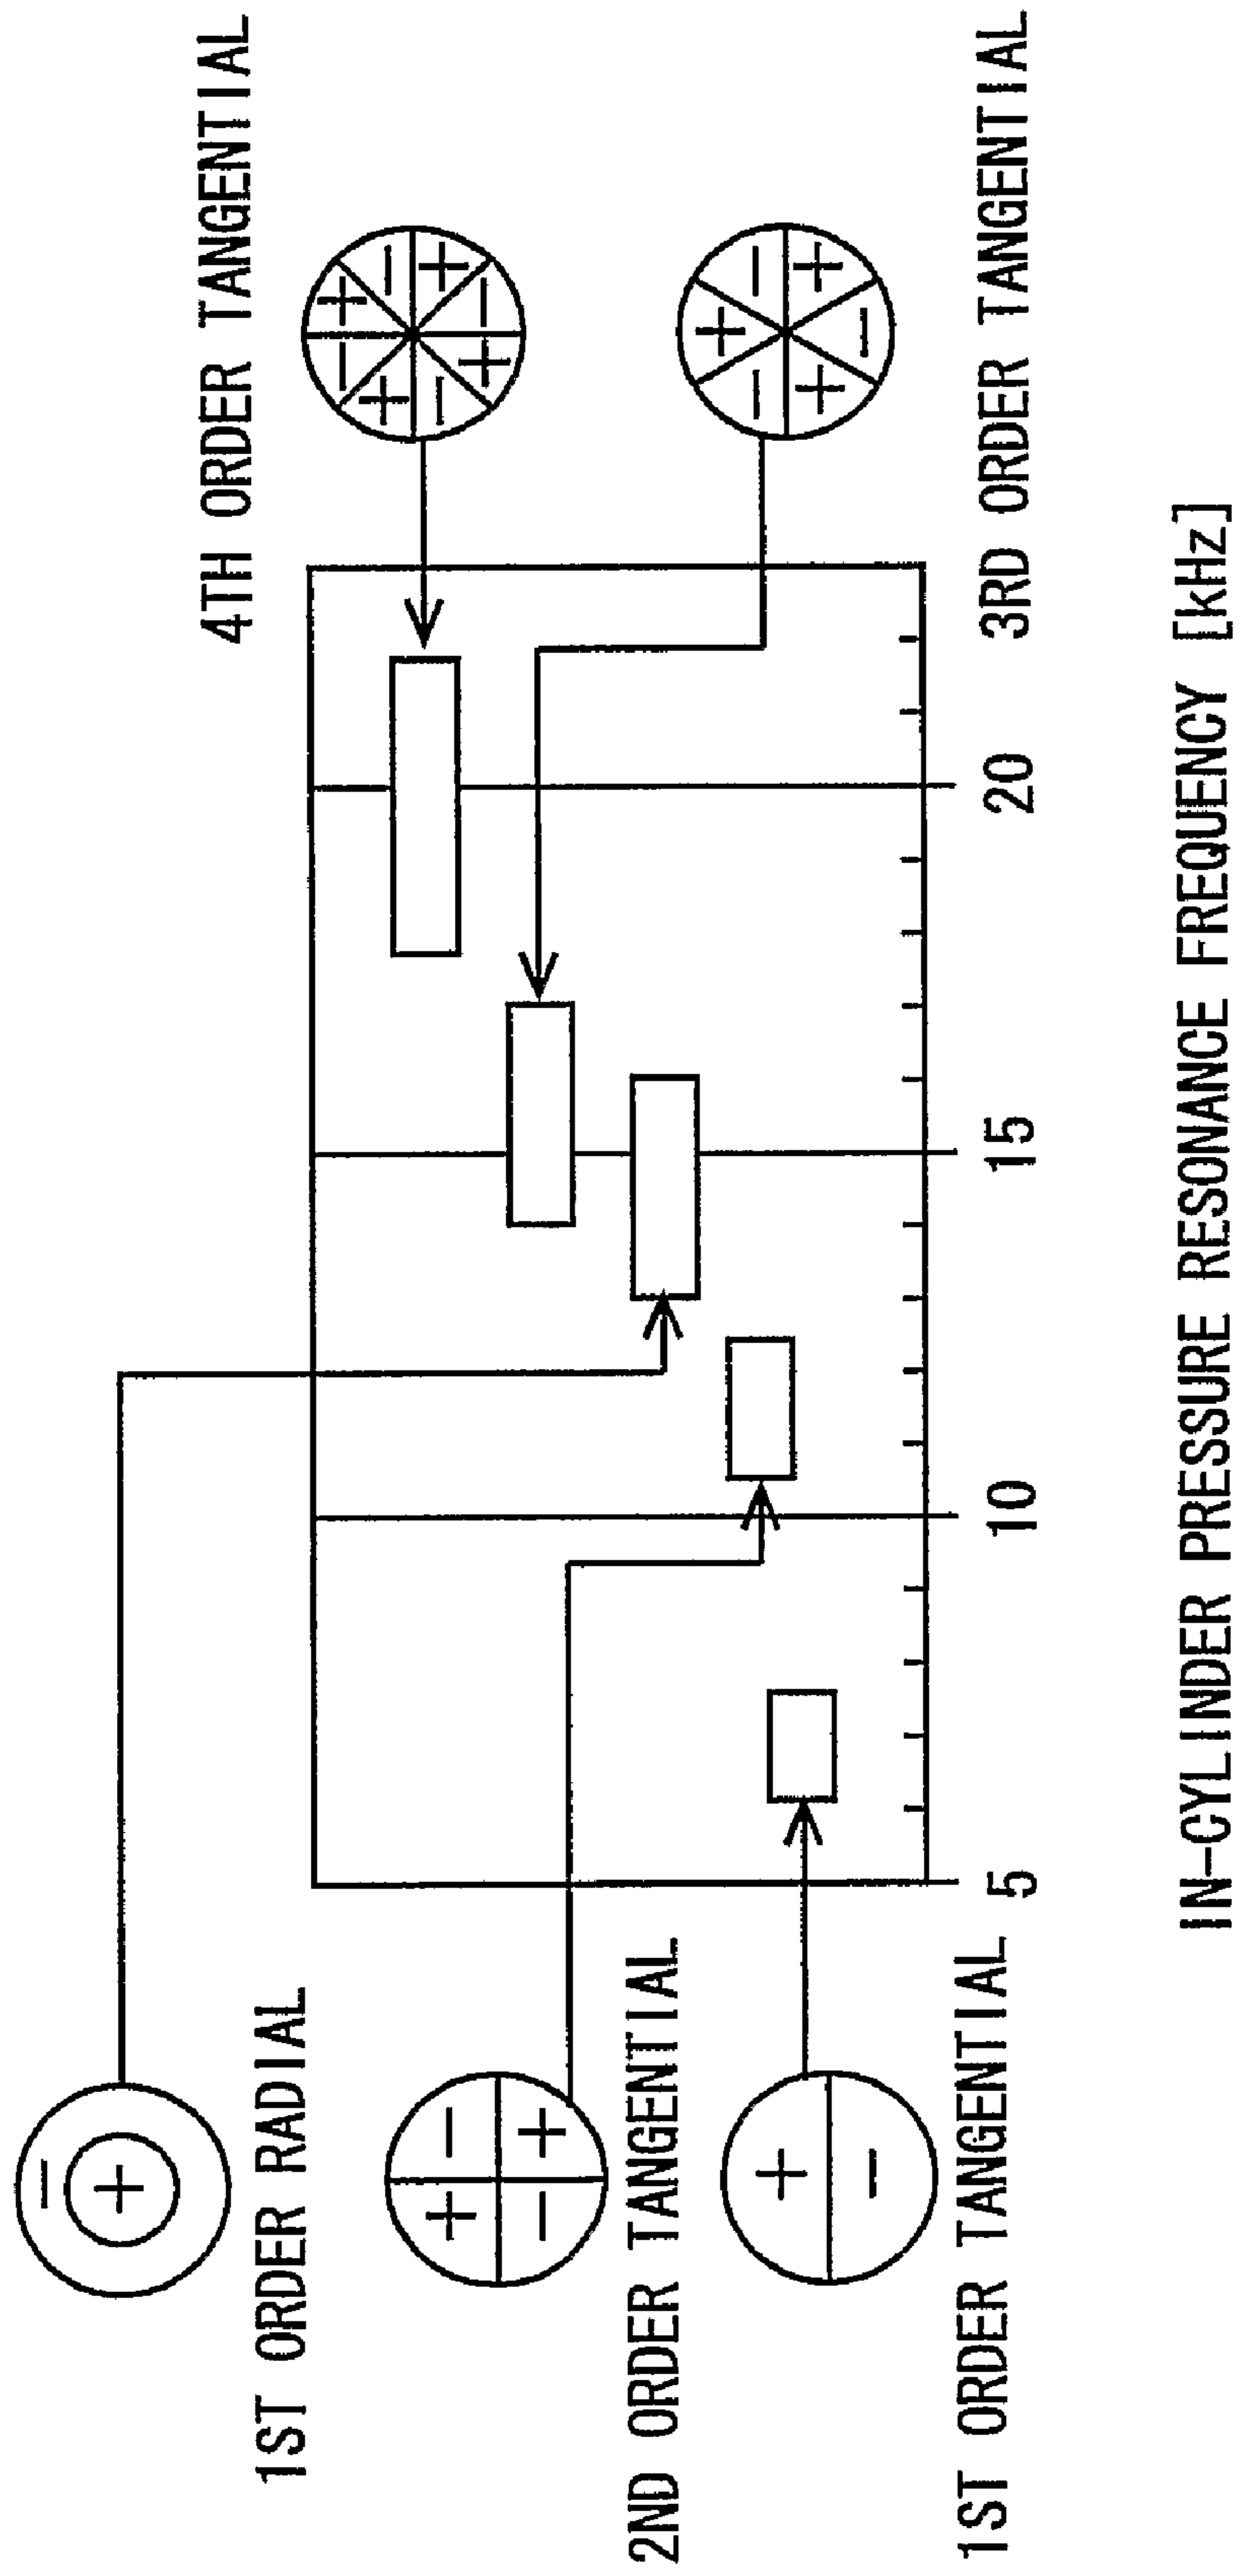 4TH ORDER TANGENTIAL
+ − + − + − + −
1ST ORDER RADIAL
− +
2ND ORDER TANGENTIAL
+ − − +
1ST ORDER TANGENTIAL
+ −
3RD ORDER TANGENTIAL
− + − + − +
5 10 15 20
IN-CYLINDER PRESSURE RESONANCE FREQUENCY [kHz]